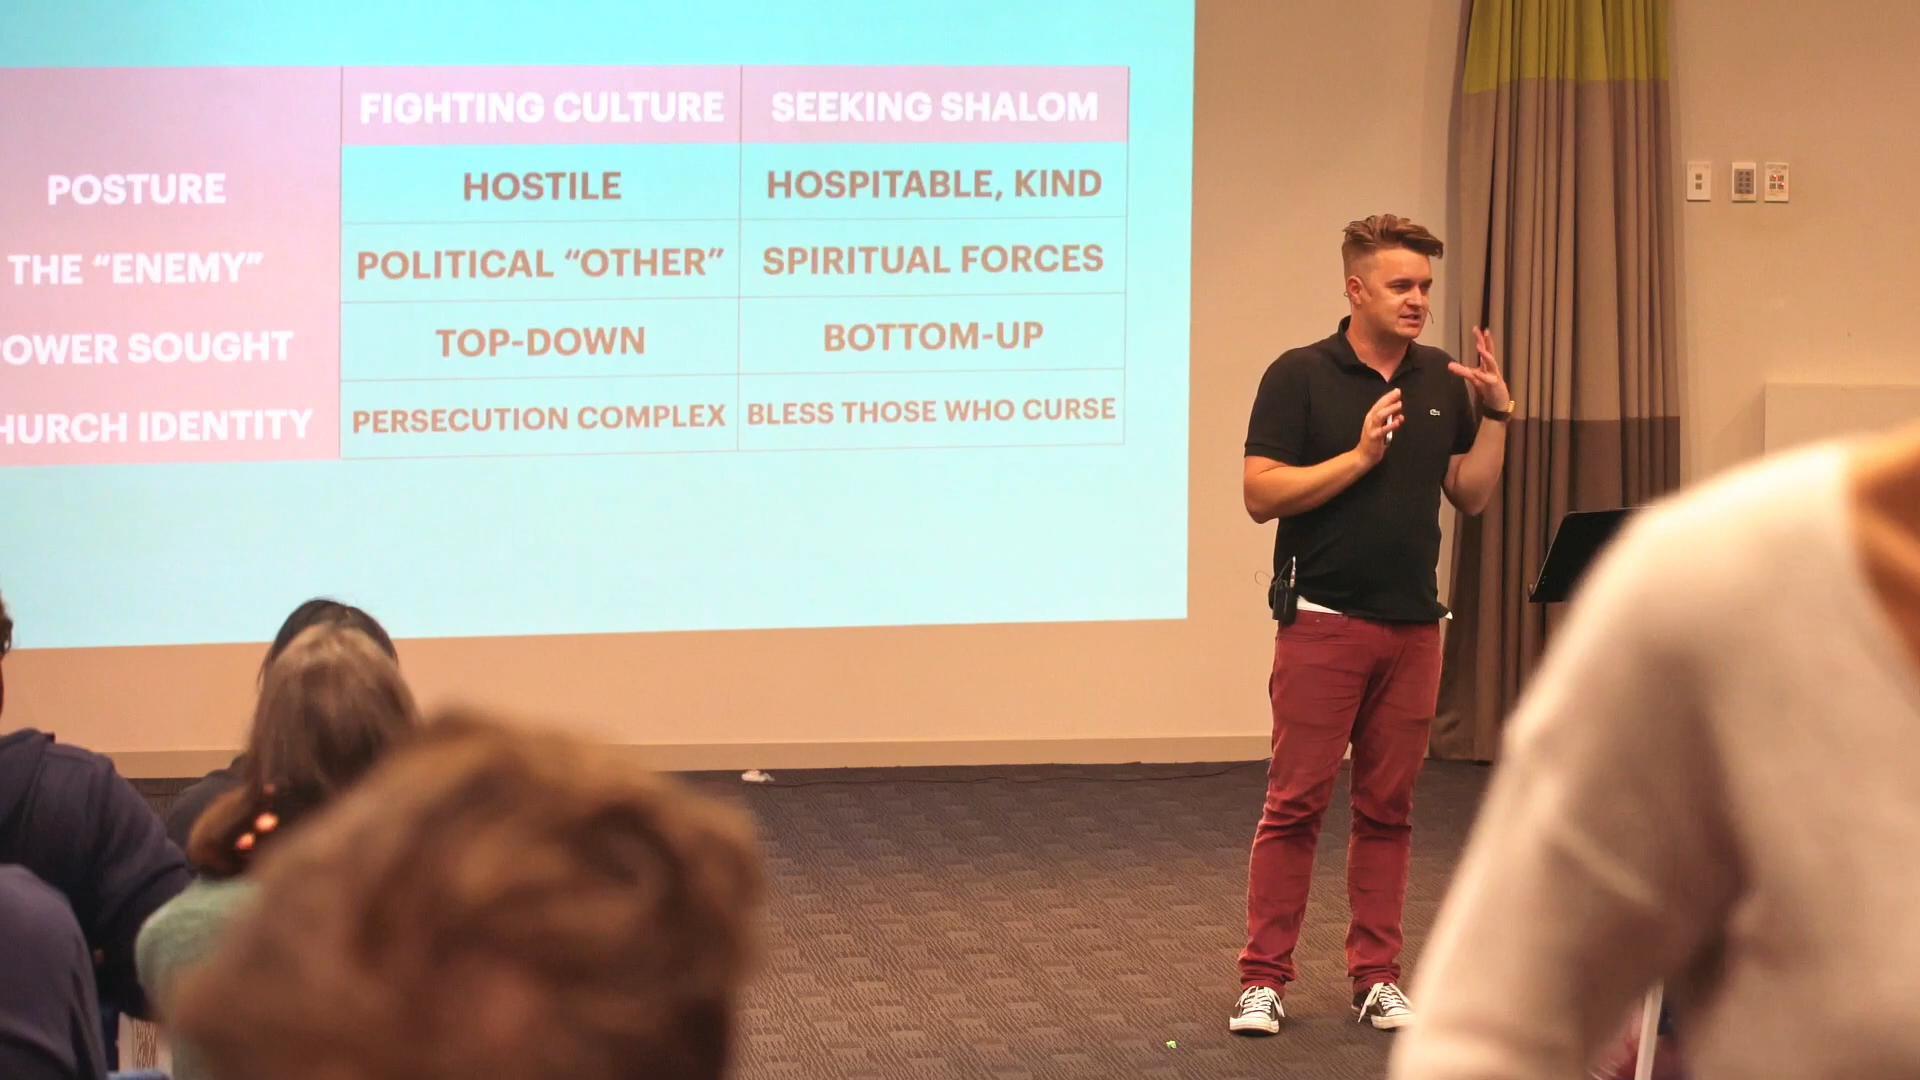 FIGHTING CULTURE SEEKING SHALOM
POSTURE HOSTILE HOSPITABLE, KIND
THE “ENEMY” POLITICAL “OTHER” SPIRITUAL FORCES
OWER SOUGHT TOP-DOWN BOTTOM-UP
HURCH IDENTITY PERSECUTION COMPLEX BLESS THOSE WHO CURSE